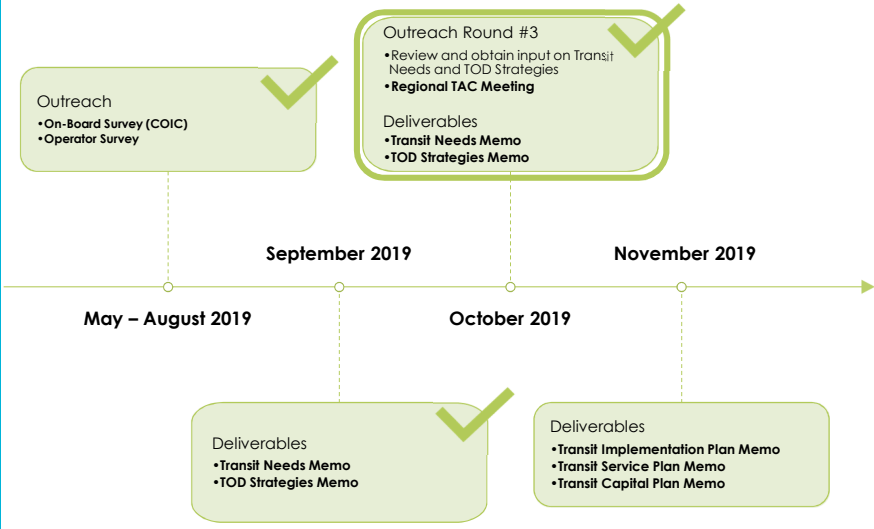 Outreach Round #3
•Review and obtain input on Transit
Needs and TOD Strategies
•Regional TAC Meeting
Deliverables
•Transit Needs Memo
•TOD Strategies Memo
Outreach
•On-Board Survey (COIC)
•Operator Survey
September 2019
November 2019
May – August 2019
October 2019
Deliverables
•Transit Needs Memo
•TOD Strategies Memo
Deliverables
•Transit Implementation Plan Memo
•Transit Service Plan Memo
•Transit Capital Plan Memo